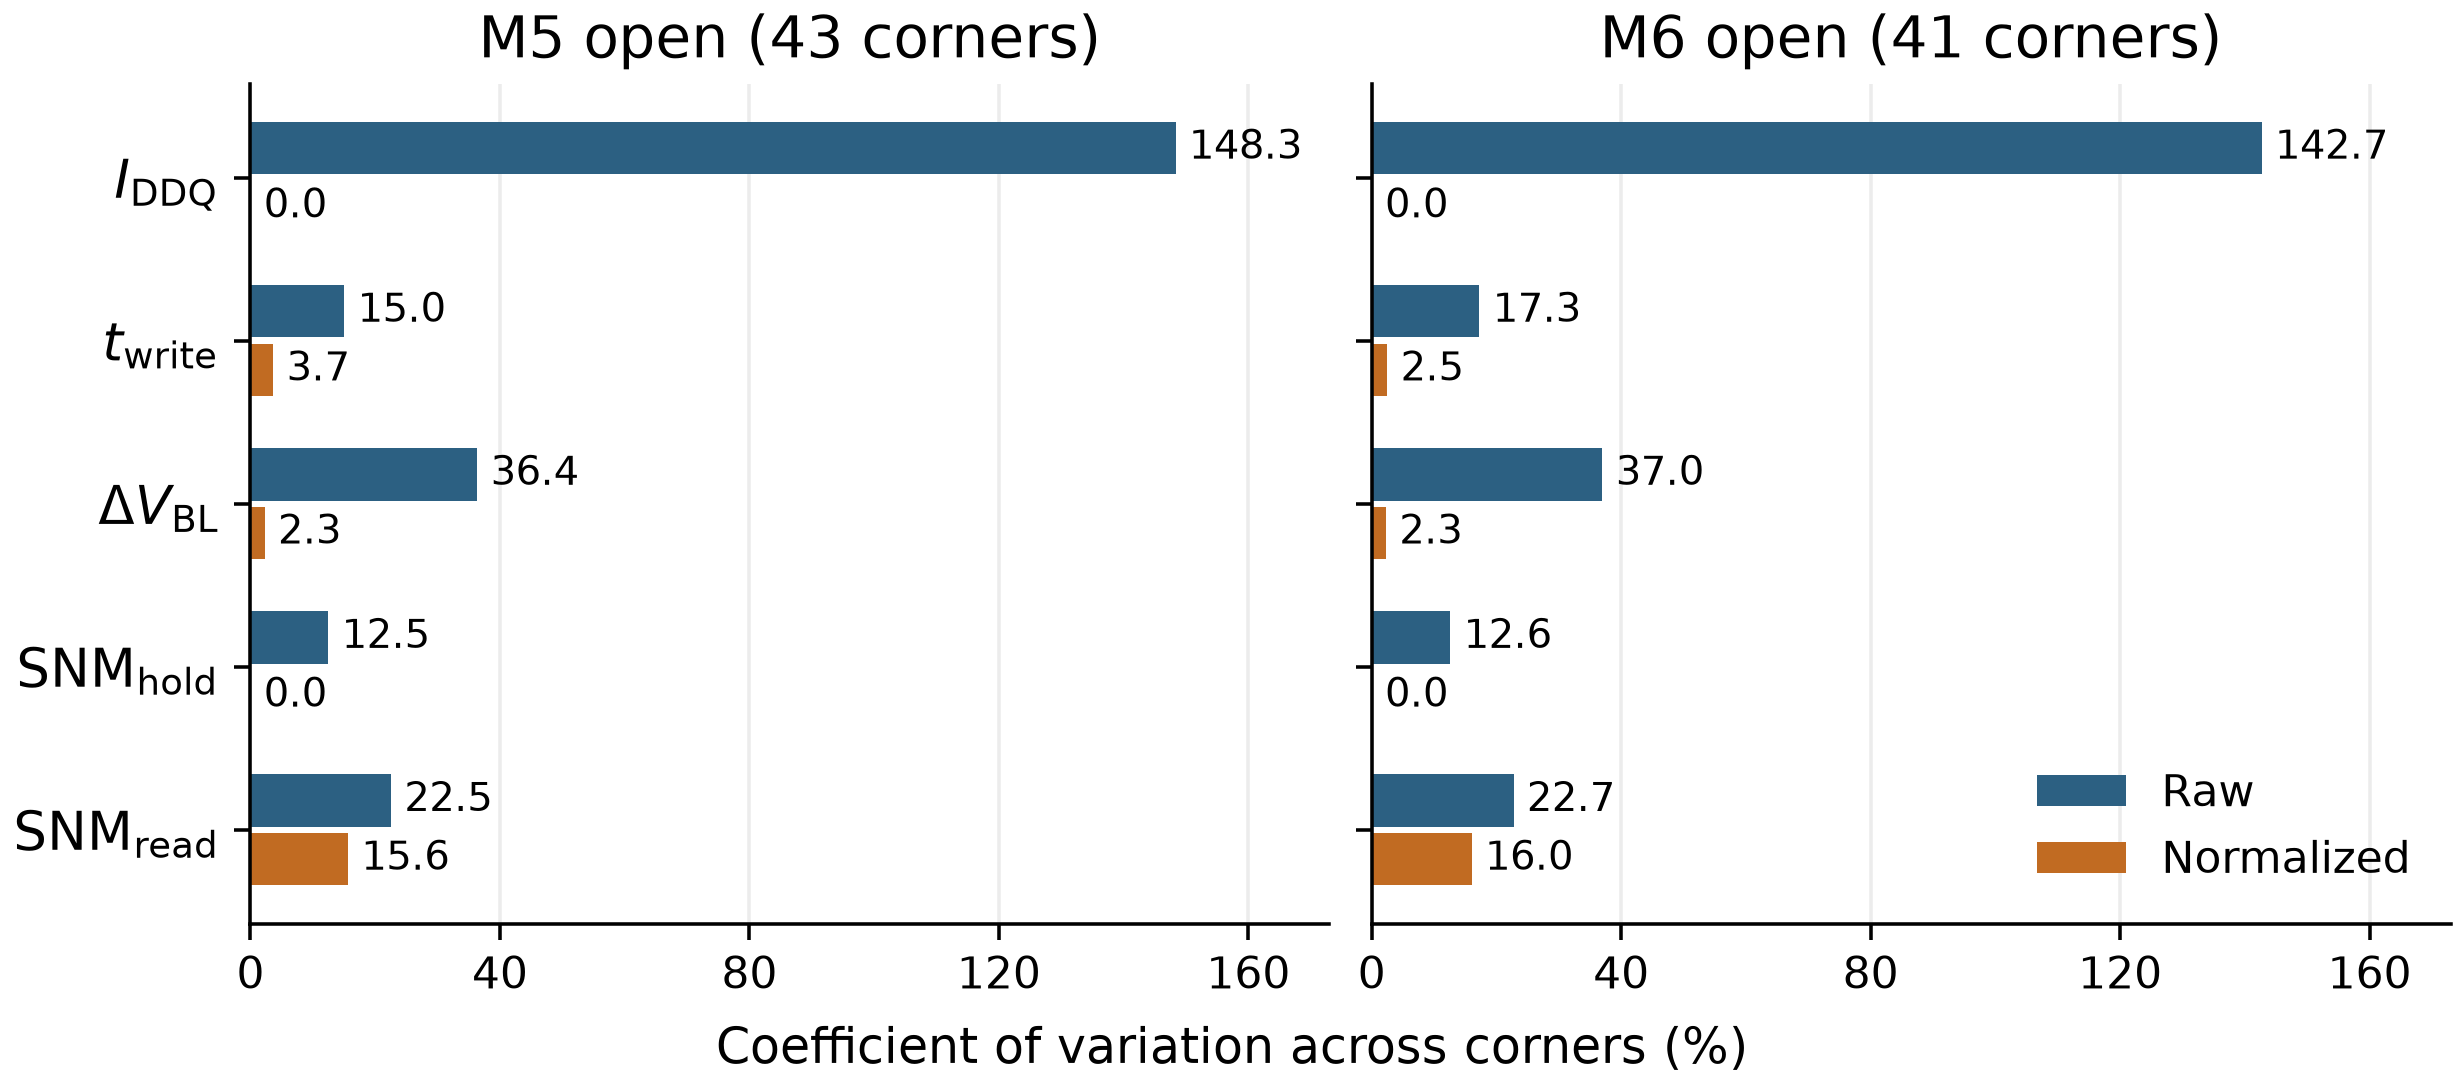 M5 open (43 corners)
M6 open (41 corners)
I_DDQ
148.3
0.0
142.7
0.0
t_write
15.0
3.7
17.3
2.5
ΔV_BL
36.4
2.3
37.0
2.3
SNM_hold
12.5
0.0
12.6
0.0
SNM_read
22.5
15.6
22.7
16.0
Raw
Normalized
0 40 80 120 160
0 40 80 120 160
Coefficient of variation across corners (%)